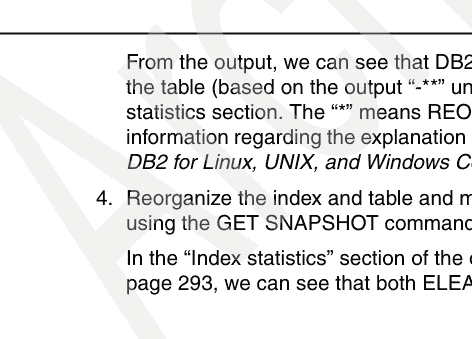 From the output, we can see that DB2
the table (based on the output “-**” un
statistics section. The “*” means REO
information regarding the explanation
DB2 for Linux, UNIX, and Windows Co
4. Reorganize the index and table and m
using the GET SNAPSHOT command
In the “Index statistics” section of the o
page 293, we can see that both ELEA